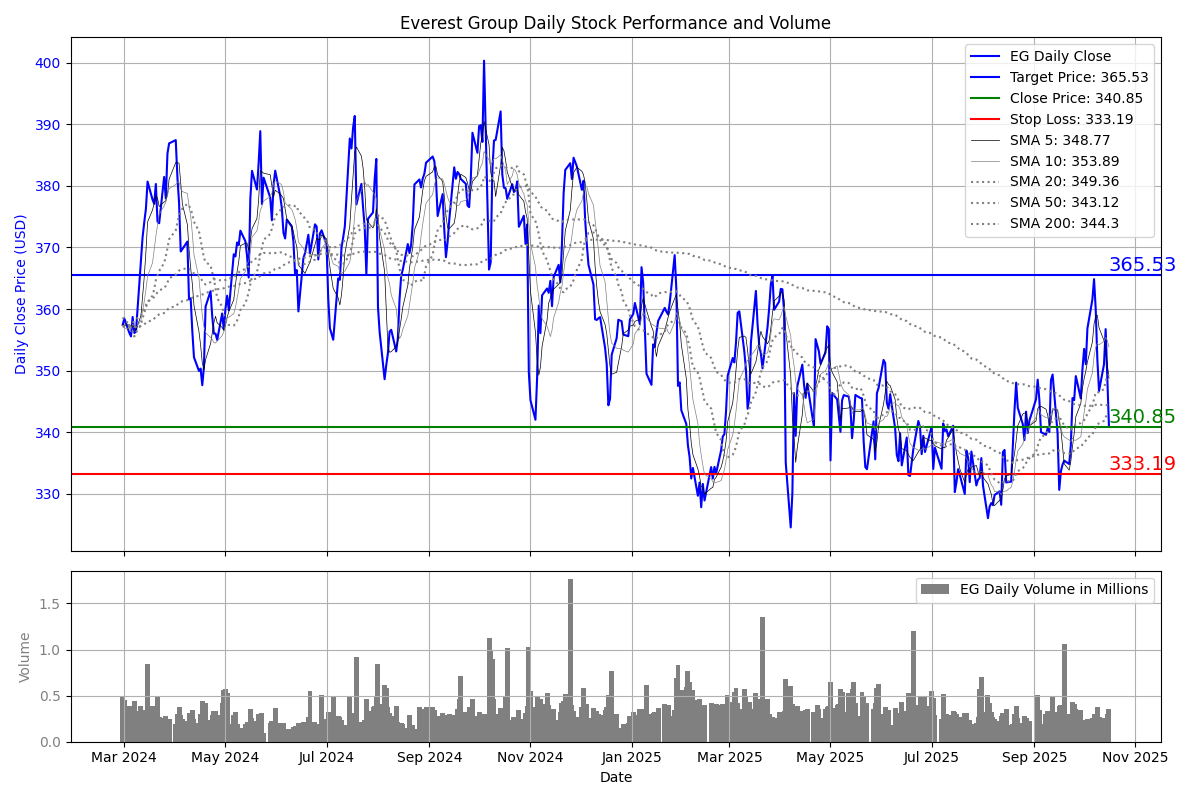 Everest Group Daily Stock Performance and Volume
Daily Close Price (USD)
400
390
380
370
360
350
340
330
EG Daily Close
Target Price: 365.53
Close Price: 340.85
Stop Loss: 333.19
SMA 5: 348.77
SMA 10: 353.89
SMA 20: 349.36
SMA 50: 343.12
SMA 200: 344.3
365.53
340.85
333.19
Volume
1.5
1.0
0.5
0.0
EG Daily Volume in Millions
Mar 2024 May 2024 Jul 2024 Sep 2024 Nov 2024 Jan 2025 Mar 2025 May 2025 Jul 2025 Sep 2025 Nov 2025
Date